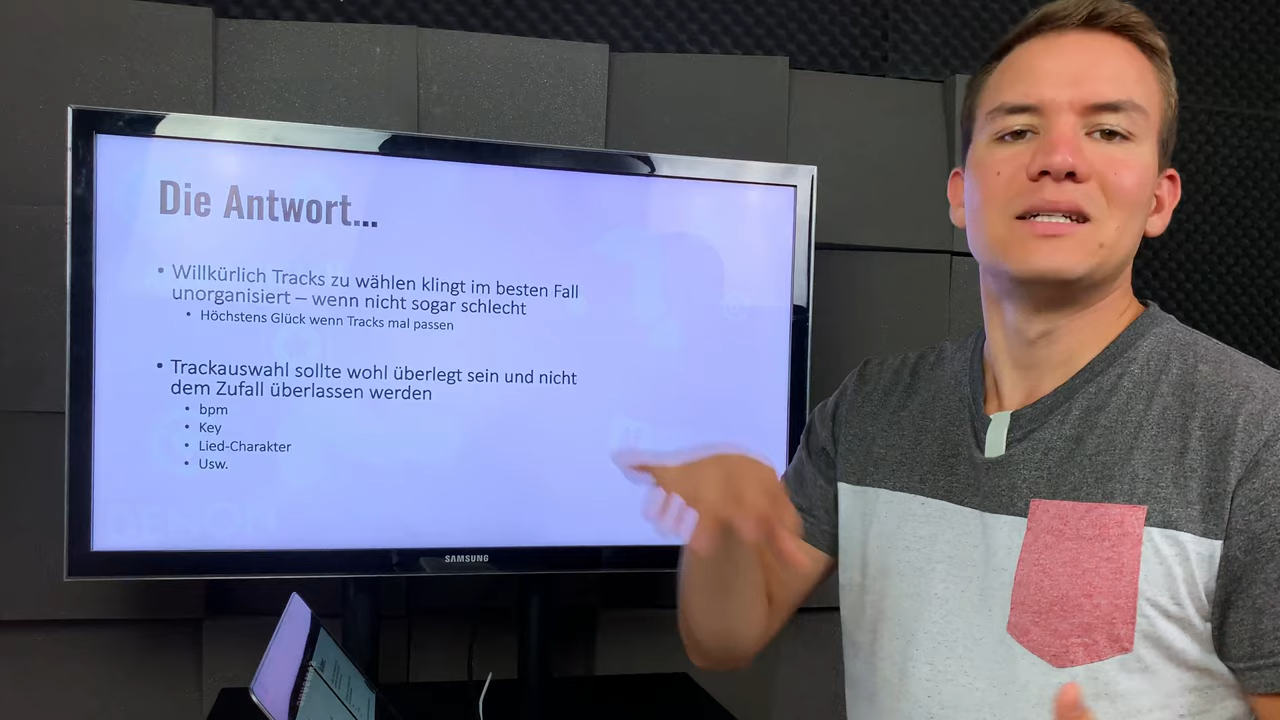 Die Antwort...
• Willkürlich Tracks zu wählen klingt im besten Fall
unorganisiert – wenn nicht sogar schlecht
• Höchstens Glück wenn Tracks mal passen
• Trackauswahl sollte wohl überlegt sein und nicht
dem Zufall überlassen werden
• bpm
• Key
• Lied-Charakter
• Usw.
SAMSUNG